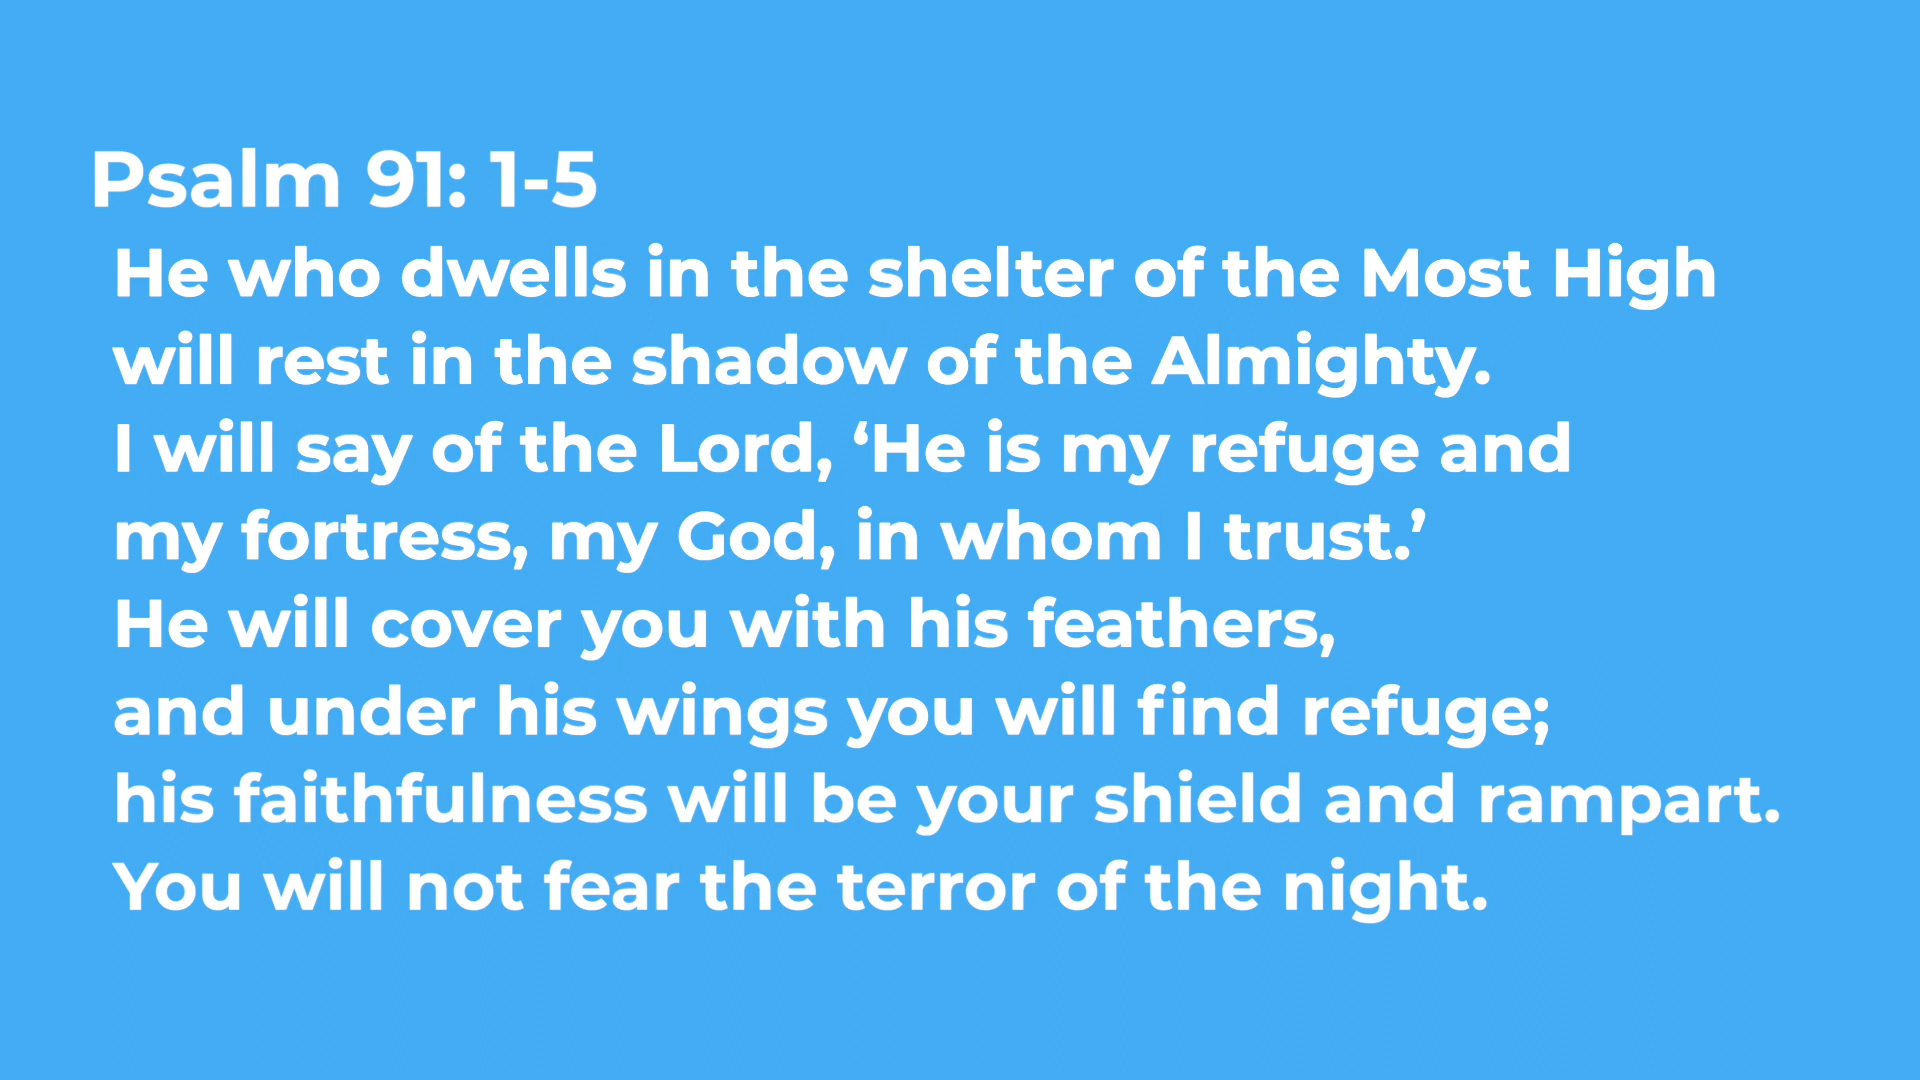 Psalm 91: 1-5
He who dwells in the shelter of the Most High
will rest in the shadow of the Almighty.
I will say of the Lord, ‘He is my refuge and
my fortress, my God, in whom I trust.’
He will cover you with his feathers,
and under his wings you will find refuge;
his faithfulness will be your shield and rampart.
You will not fear the terror of the night.